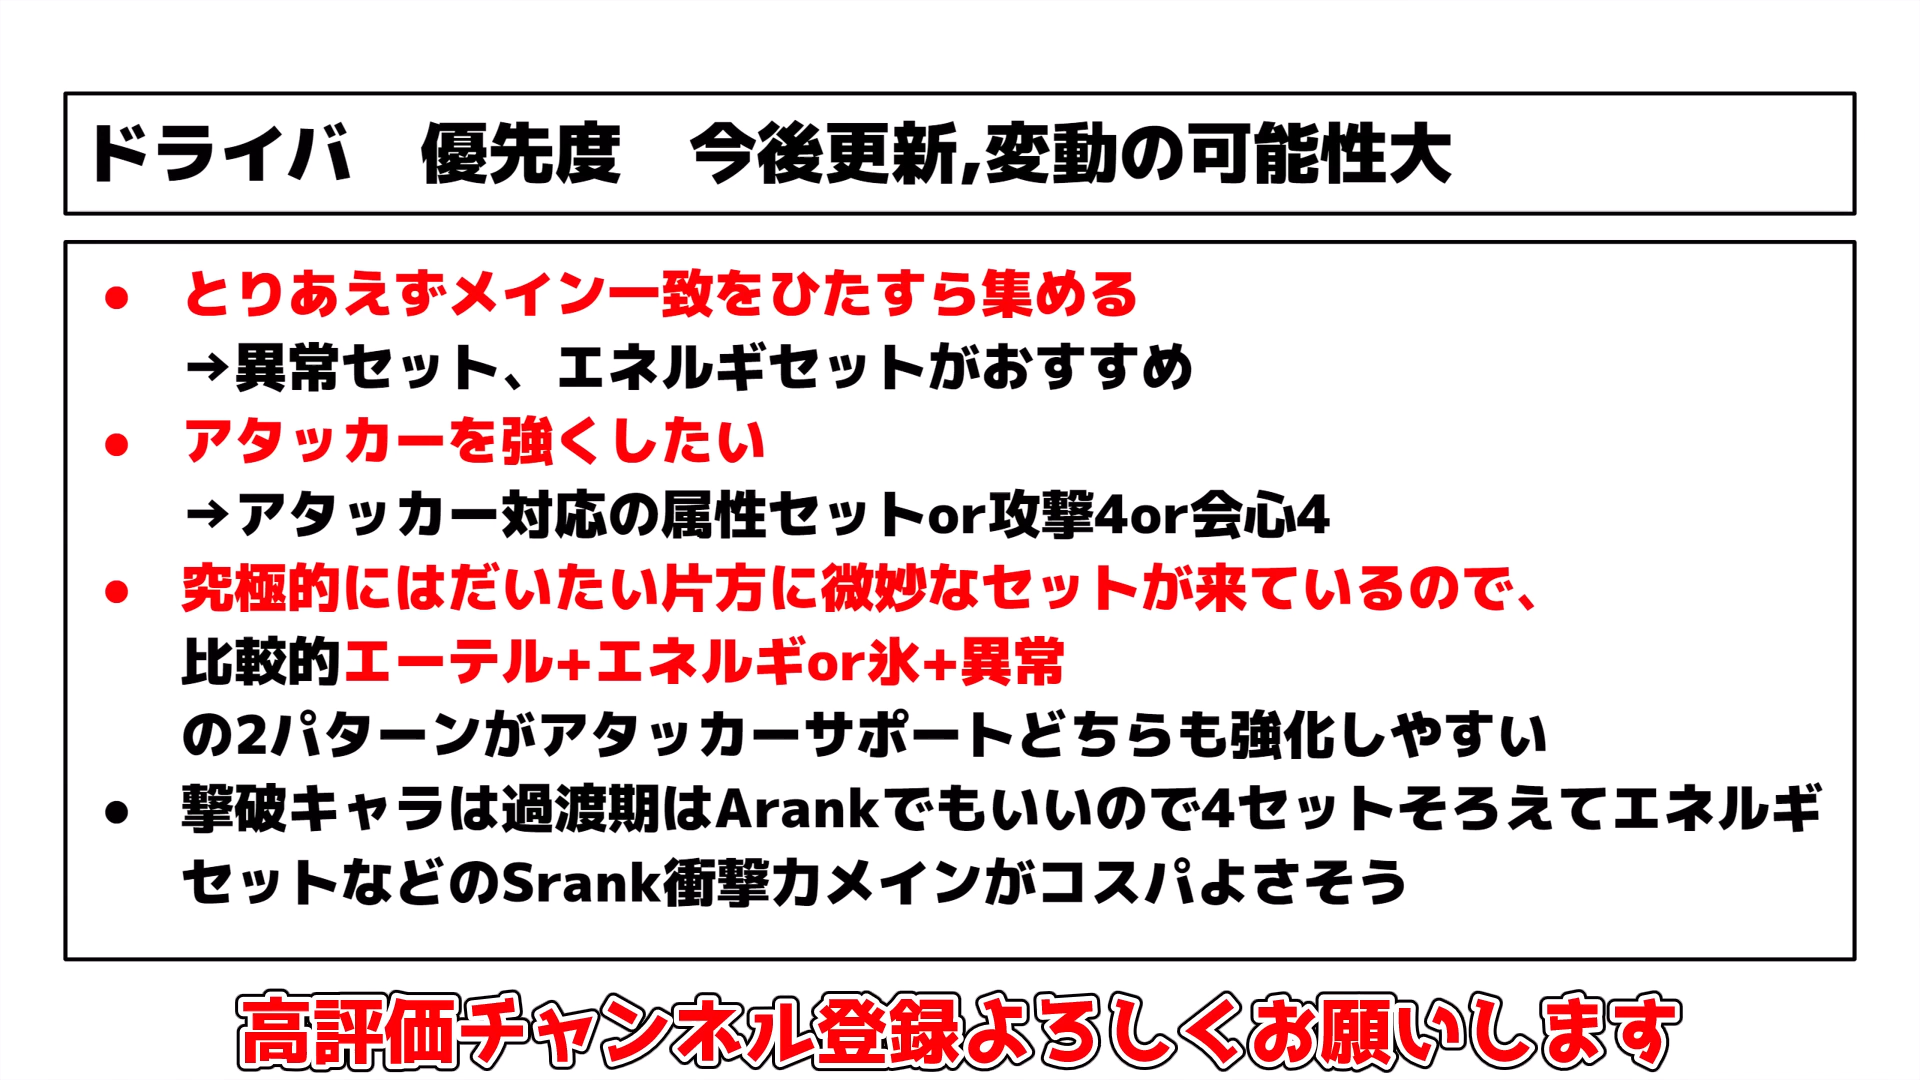 ドライバ　優先度　今後更新,変動の可能性大
● とりあえずメイン一致をひたすら集める
→異常セット、エネルギセットがおすすめ
● アタッカーを強くしたい
→アタッカー対応の属性セットor攻撃4or会心4
● 究極的にはだいたい片方に微妙なセットが来ているので、
比較的エーテル+エネルギor氷+異常
の2パターンがアタッカーサポートどちらも強化しやすい
● 撃破キャラは過渡期はArankでもいいので4セットそろえてエネルギ
セットなどのSrank衝撃力メインがコスパよさそう
高評価チャンネル登録よろしくお願いします